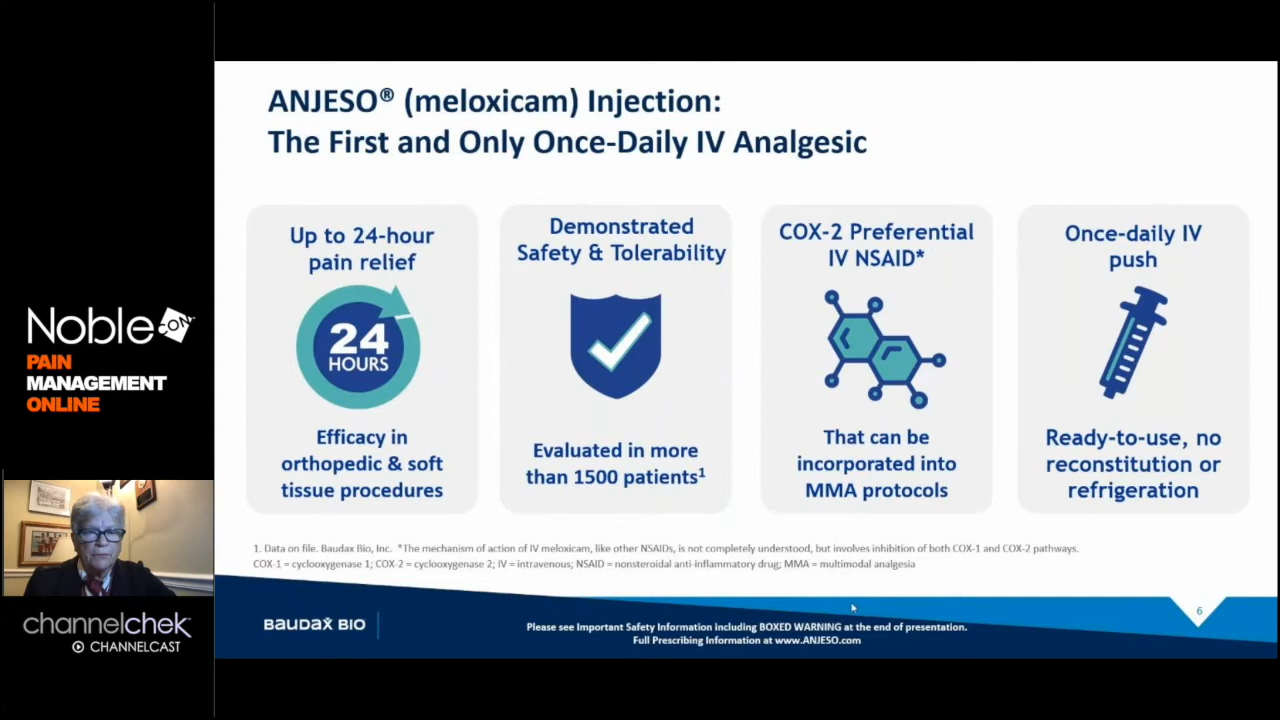 ANJESO® (meloxicam) Injection:
The First and Only Once-Daily IV Analgesic
Up to 24-hour
pain relief
24
HOURS
Efficacy in
orthopedic & soft
tissue procedures
Demonstrated
Safety & Tolerability
Evaluated in more
than 1500 patients¹
COX-2 Preferential
IV NSAID*
That can be
incorporated into
MMA protocols
Once-daily IV
push
Ready-to-use, no
reconstitution or
refrigeration
1. Data on file. Baudax Bio, Inc. *The mechanism of action of IV meloxicam, like other NSAIDs, is not completely understood, but involves inhibition of both COX-1 and COX-2 pathways.
COX-1 = cyclooxygenase 1; COX-2 = cyclooxygenase 2; IV = intravenous; NSAID = nonsteroidal anti-inflammatory drug; MMA = multimodal analgesia
BAUDAX BIO
Please see Important Safety Information including BOXED WARNING at the end of presentation.
Full Prescribing Information at www.ANJESO.com
6
Noble CON
PAIN
MANAGEMENT
ONLINE
channelchek
CHANNELCAST